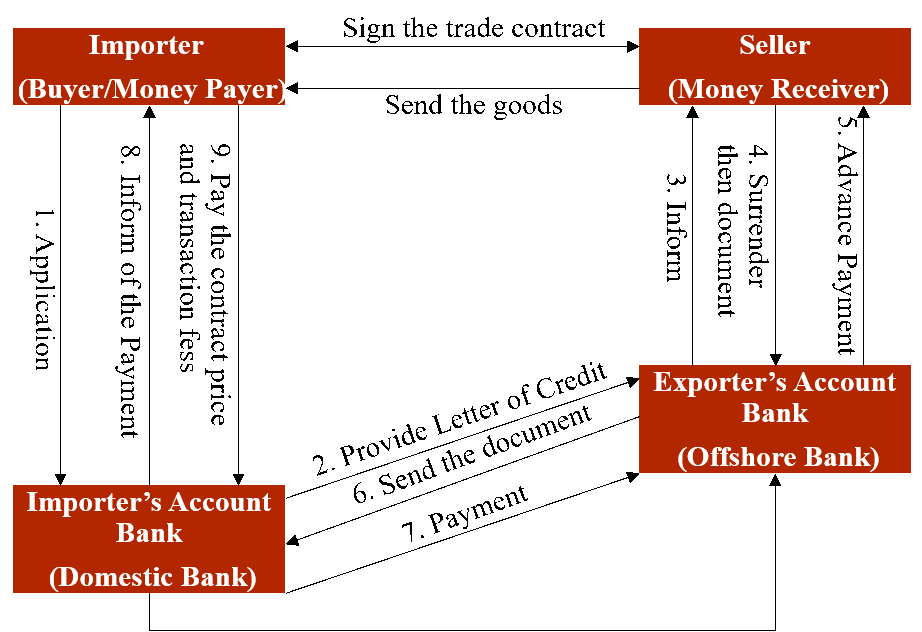 Importer
(Buyer/Money Payer)
Sign the trade contract
Seller
(Money Receiver)
Send the goods
1. Application
8. Inform of the Payment
9. Pay the contract price
and transaction fess
3. Inform
4. Surrender
then document
5. Advance Payment
2. Provide Letter of Credit
6. Send the document
7. Payment
Exporter's Account
Bank
(Offshore Bank)
Importer's Account
Bank
(Domestic Bank)